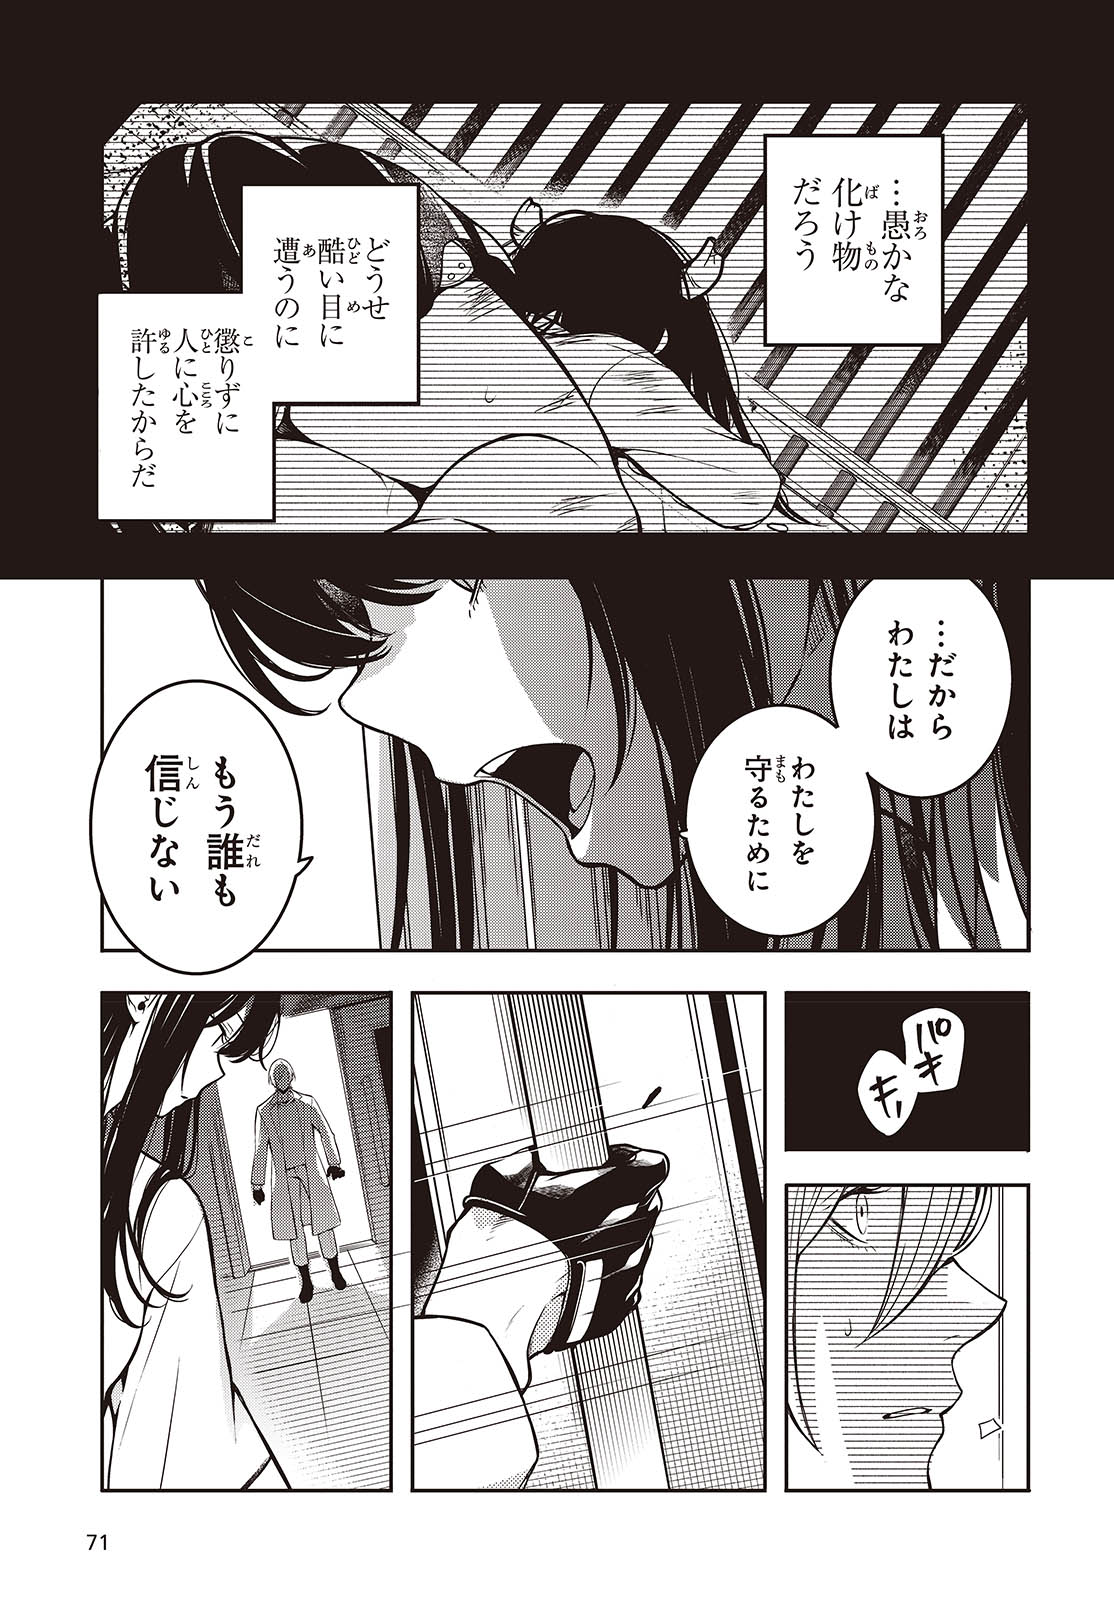 …愚かな
化け物
だろう
どうせ
酷い目に
遭うのに
懲りずに
人に心を
許したからだ
…だから
わたしは
わたしを
守るために
もう誰も
信じない
パキ
キッ
71